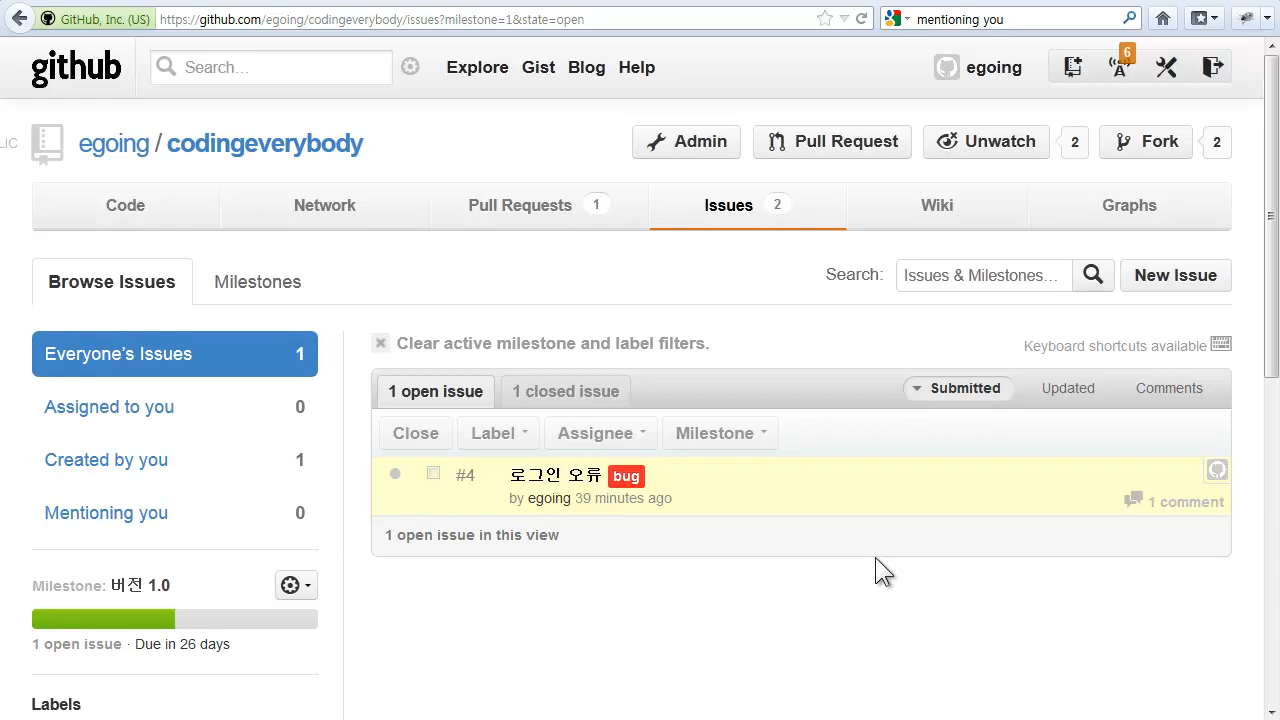 GitHub, Inc. (US) https://github.com/egoing/codingeverybody/issues?milestone=1&state=open mentioning you
github Search... Explore Gist Blog Help egoing 6
LIC egoing / codingeverybody Admin Pull Request Unwatch 2 Fork 2
Code Network Pull Requests 1 Issues 2 Wiki Graphs
Browse Issues Milestones Search: Issues & Milestones... New Issue
Everyone's Issues 1
Assigned to you 0
Created by you 1
Mentioning you 0
Milestone: 버전 1.0
1 open issue · Due in 26 days
Labels
Clear active milestone and label filters. Keyboard shortcuts available
1 open issue 1 closed issue Submitted Updated Comments
Close Label Assignee Milestone
#4 로그인 오류 bug
by egoing 39 minutes ago 1 comment
1 open issue in this view